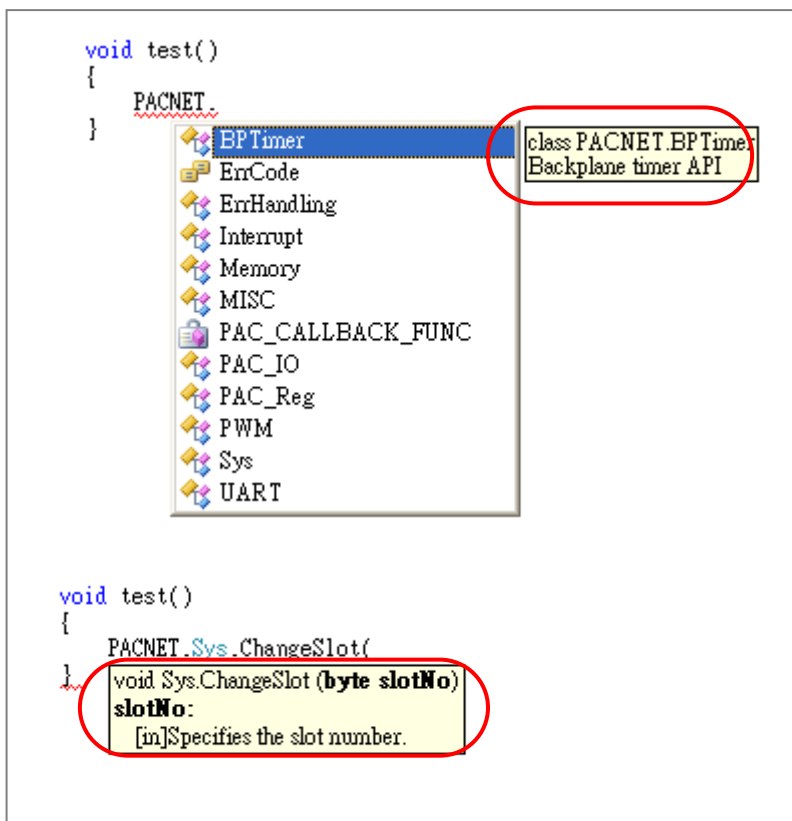 void test()
{
PACNET.
}
BPTimer
class PACNET.BPTimer
Backplane timer API
ErrCode
ErrHandling
Interrupt
Memory
MISC
PAC_CALLBACK_FUNC
PAC_IO
PAC_Reg
PWM
Sys
UART
void test()
{
PACNET.Sys.ChangeSlot(
}
void Sys.ChangeSlot (byte slotNo)
slotNo:
[in]Specifies the slot number.